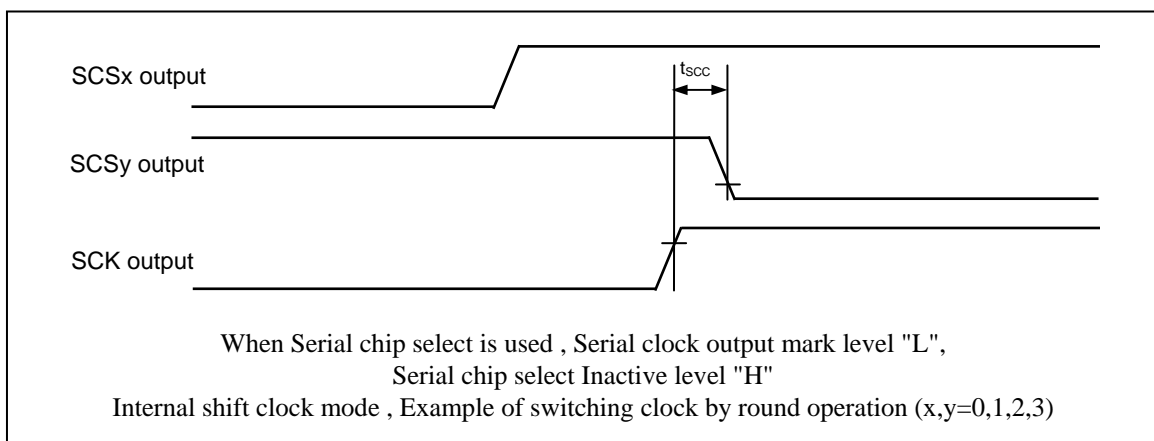 SCSx output
tSCC
SCSy output
SCK output
When Serial chip select is used , Serial clock output mark level "L",
Serial chip select Inactive level "H"
Internal shift clock mode , Example of switching clock by round operation (x,y=0,1,2,3)